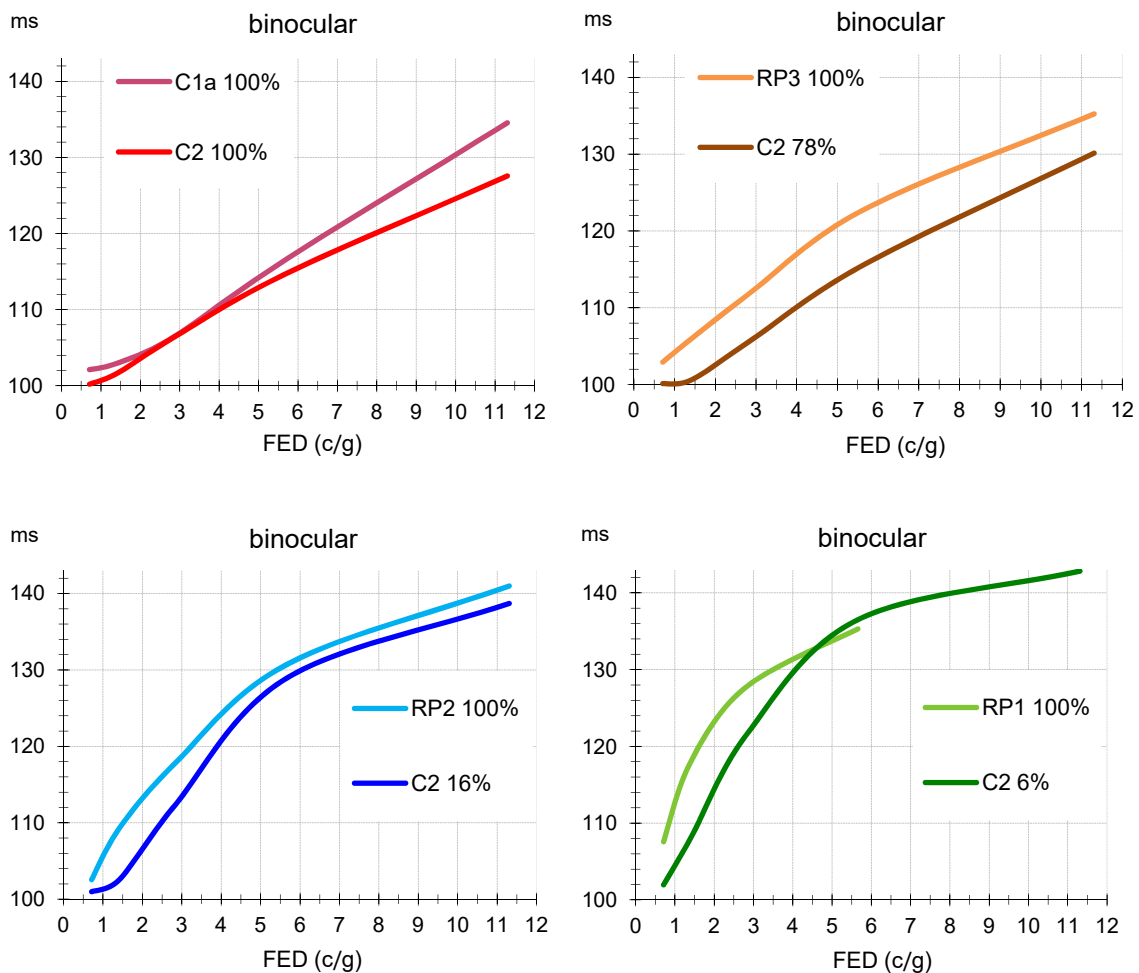 ms
binocular
C1a 100%
C2 100%
140
130
120
110
100
0 1 2 3 4 5 6 7 8 9 10 11 12
FED (c/g)
binocular
RP3 100%
C2 78%
140
130
120
110
100
0 1 2 3 4 5 6 7 8 9 10 11 12
FED (c/g)
ms
binocular
RP2 100%
C2 16%
140
130
120
110
100
0 1 2 3 4 5 6 7 8 9 10 11 12
FED (c/g)
ms
binocular
RP1 100%
C2 6%
140
130
120
110
100
0 1 2 3 4 5 6 7 8 9 10 11 12
FED (c/g)
ms